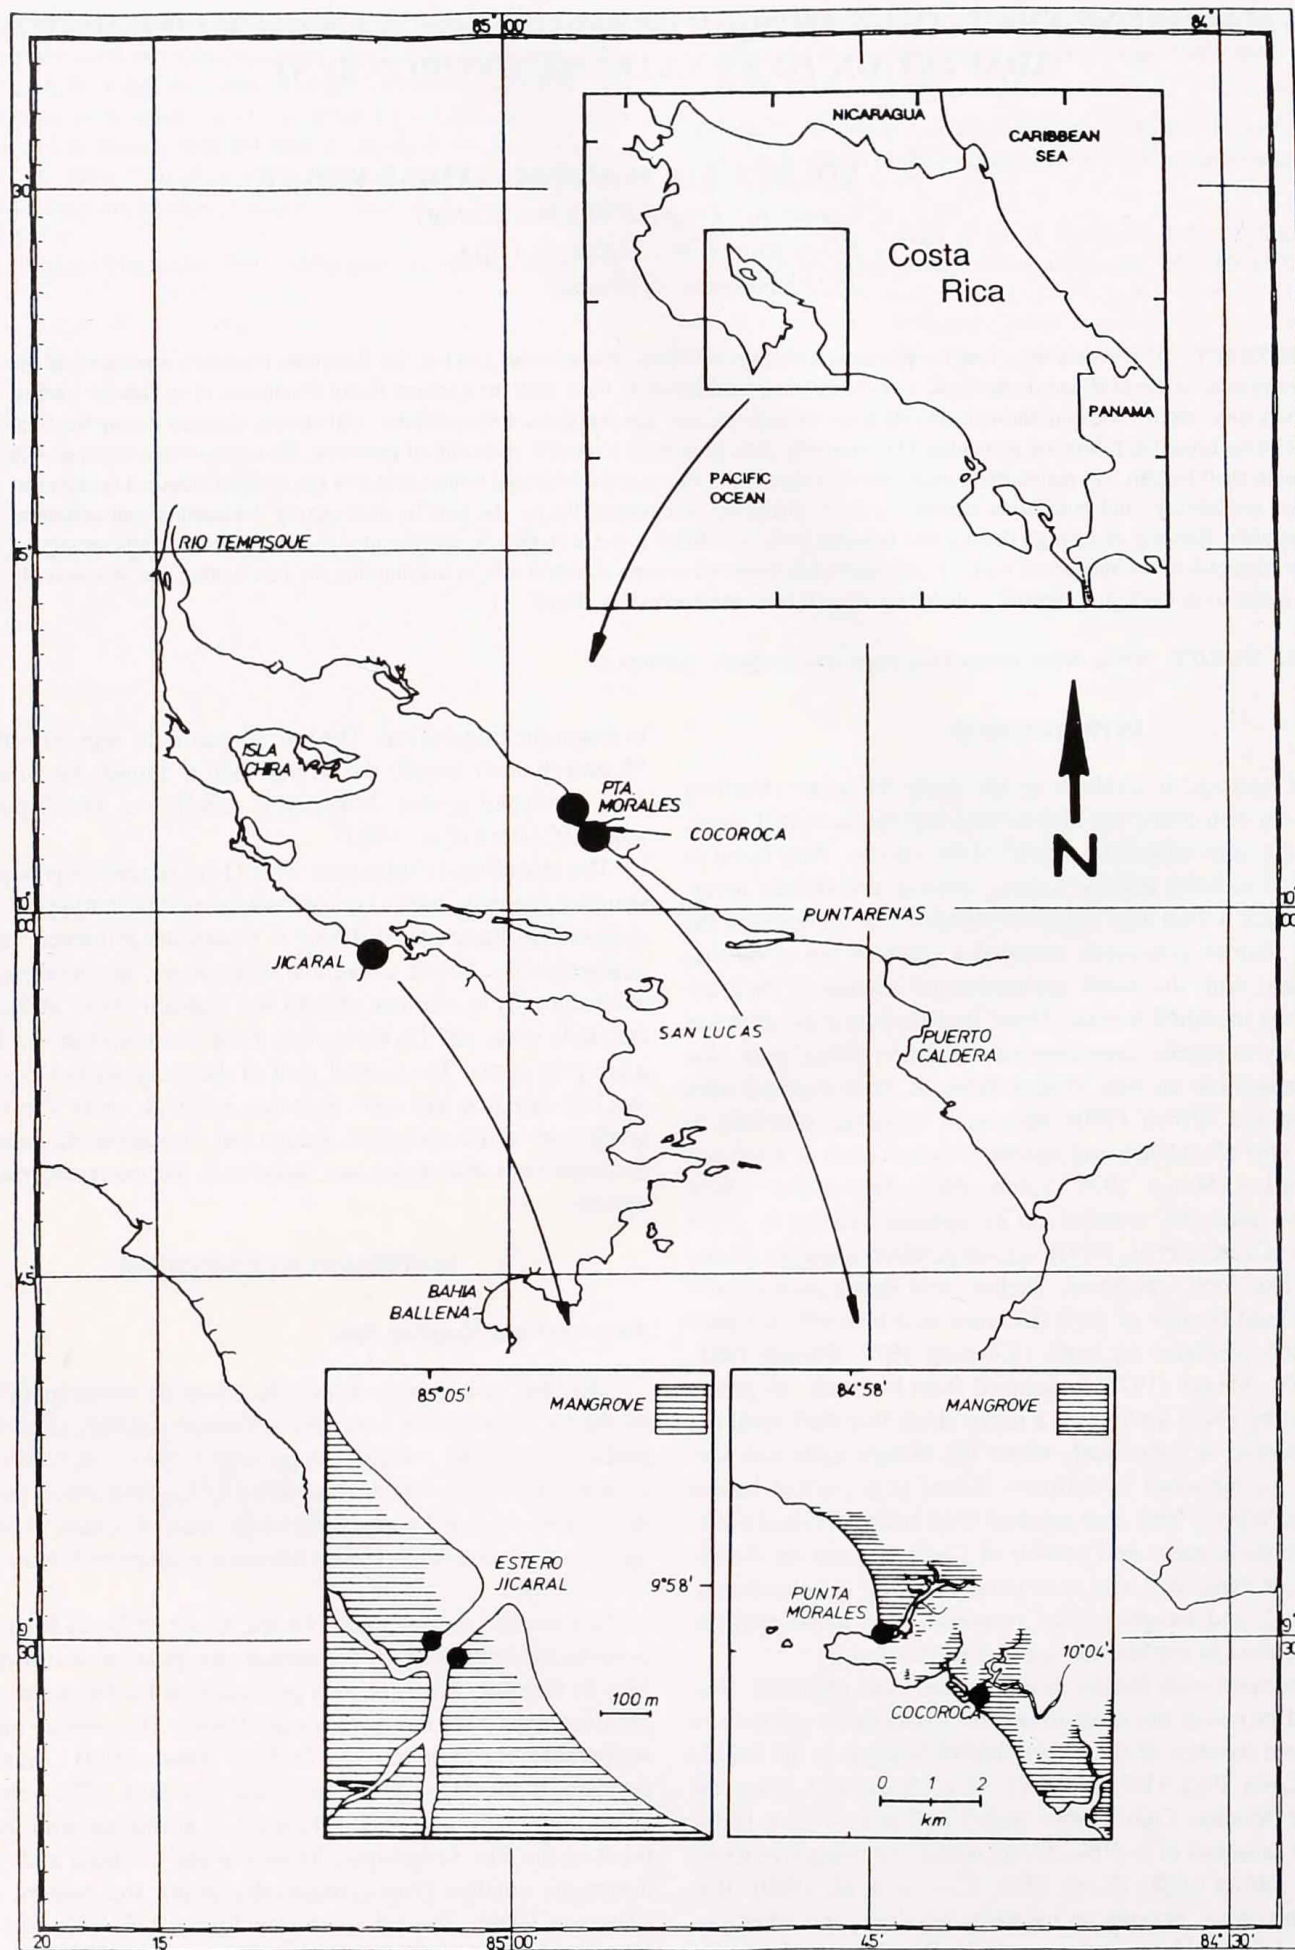 85° 00'
84°
NICARAGUA
CARIBBEAN
SEA
30'
Costa
Rica
PANAMA
PACIFIC
OCEAN
15'
RIO TEMPISQUE
ISLA
CHIRA
PTA.
MORALES
COCOROCA
N
10°
00'
PUNTARENAS
JICARAL
SAN LUCAS
PUERTO
CALDERA
45'
BAHIA
BALLENA
85°05'
MANGROVE
ESTERO
JICARAL
100 m
84°58'
MANGROVE
9°58'
PUNTA
MORALES
10°04'
COCOROCA
0 1 2
km
9°
30'
20
15'
85°00'
45'
84° 30'